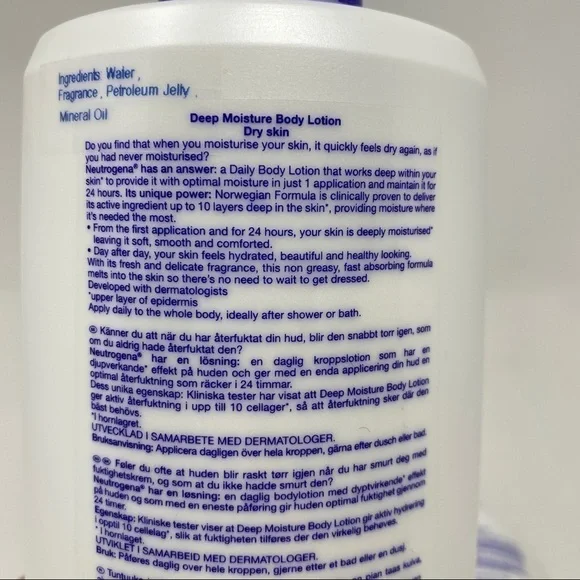 Ingredients: Water ,
Fragrance , Petroleum Jelly .
Mineral Oil
Deep Moisture Body Lotion
Dry skin
Do you find that when you moisturise your skin, it quickly feels dry again, as if
you had never moisturised?
Neutrogena® has an answer: a Daily Body Lotion that works deep within your
skin* to provide it with optimal moisture in just 1 application and maintain it for
24 hours. Its unique power: Norwegian Formula is clinically proven to deliver
its active ingredient up to 10 layers deep in the skin*, providing moisture where
it's needed the most.
• From the first application and for 24 hours, your skin is deeply moisturised*
leaving it soft, smooth and comforted.
• Day after day, your skin feels hydrated, beautiful and healthy looking.
With its fresh and delicate fragrance, this non greasy, fast absorbing formula
melts into the skin so there's no need to wait to get dressed.
Developed with dermatologists
*upper layer of epidermis
Apply daily to the whole body, ideally after shower or bath.
Känner du att när du har återfuktat din hud, blir den snabbt torr igen, som
om du aldrig hade återfuktat den?
Neutrogena® har en lösning: en daglig kroppslotion som har en
djupverkande* effekt på huden och ger med en enda applicering din hud en
optimal återfuktning som räcker i 24 timmar.
Dess unika egenskap: Kliniska tester har visat att Deep Moisture Body Lotion
ger aktiv återfuktning i upp till 10 cellager*, så att återfuktning sker där den
bäst behövs.
*I hornlagret.
UTVECKLAD I SAMARBETE MED DERMATOLOGER.
Bruksanvisning: Applicera dagligen över hela kroppen, gärna efter dusch eller bad.
Føler du ofte at huden blir raskt tørr igjen når du har smurt deg med
fuktighetskrem, og som at du ikke hadde smurt den?
Neutrogena® har en løsning: en daglig bodylotion med dyptvirkende* effekt
på huden og som med en eneste påføring gir huden optimal fuktighet gjennom
24 timer.
Egenskap: Kliniske tester viser at Deep Moisture Body Lotion gir aktiv hydrering
i opptil 10 cellelag*, slik at fuktigheten tilføres der den virkelig behøves.
* I hornlaget.
UTVIKLET I SAMARBEID MED DERMATOLOGER.
Bruk: Påføres daglig over hele kroppen, gjerne etter et bad eller en dusj.